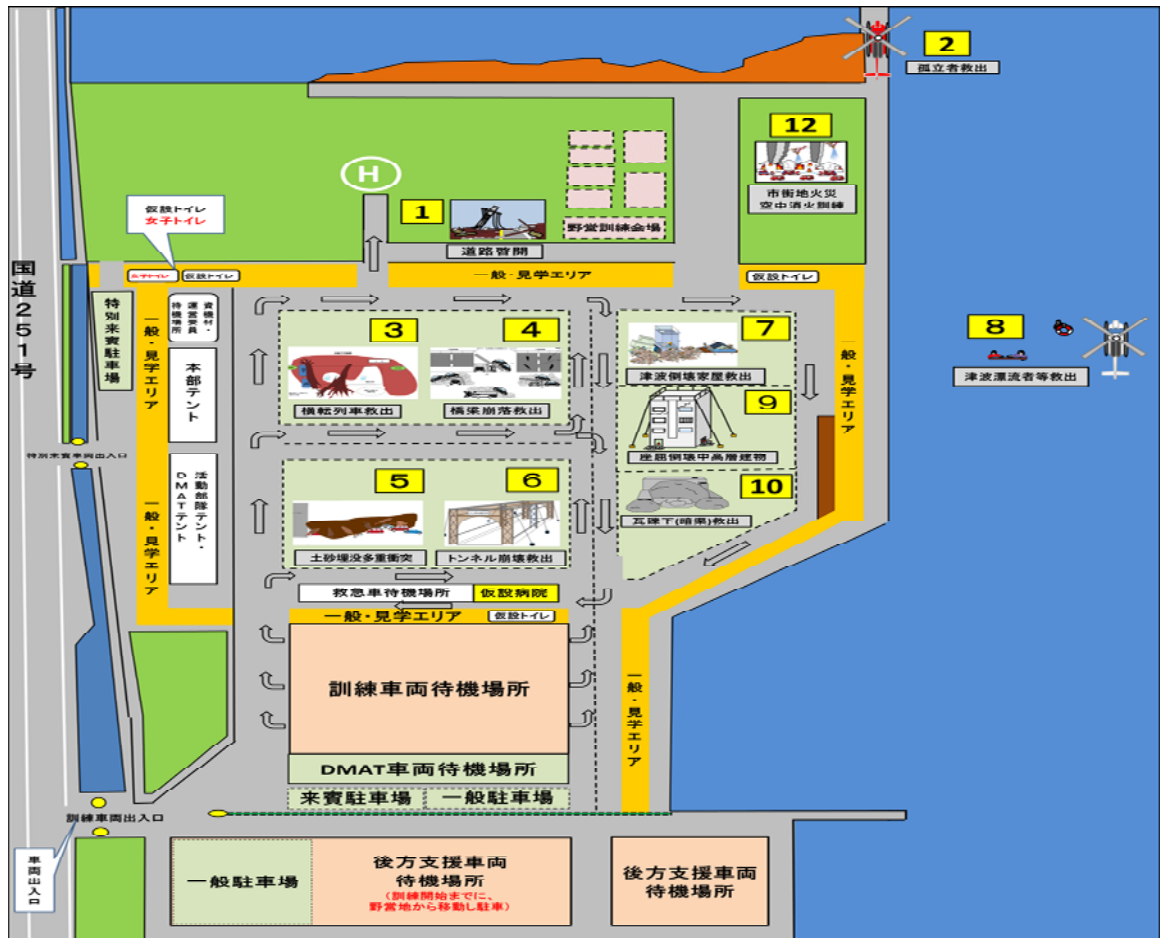 2
孤立者救出
12
市街地火災
空中消火訓練
H
仮設トイレ
女子トイレ
1
道路啓開
野営訓練会場
国道251号
女子トイレ
仮設トイレ
一般・見学エリア
仮設トイレ
特別来賓駐車場
一般・見学エリア
資機材・
運営委員
待機場所
本部テント
3
4
横転列車救出
橋梁崩落救出
7
津波倒壊家屋救出
一般・見学エリア
8
津波漂流者等救出
9
座屈倒壊中高層建物
特別来賓車両出入口
一般・見学エリア
活動部隊テント・
DMATテント
5
6
土砂埋没多重衝突
トンネル崩壊救出
10
瓦礫下(暗渠)救出
救急車待機場所
仮設病院
一般・見学エリア
仮設トイレ
訓練車両待機場所
一般・見学エリア
DMAT車両待機場所
来賓駐車場
一般駐車場
訓練車両出入口
車両出入口
一般駐車場
後方支援車両
待機場所
(訓練開始までに、
野営地から移動し駐車)
後方支援車両
待機場所